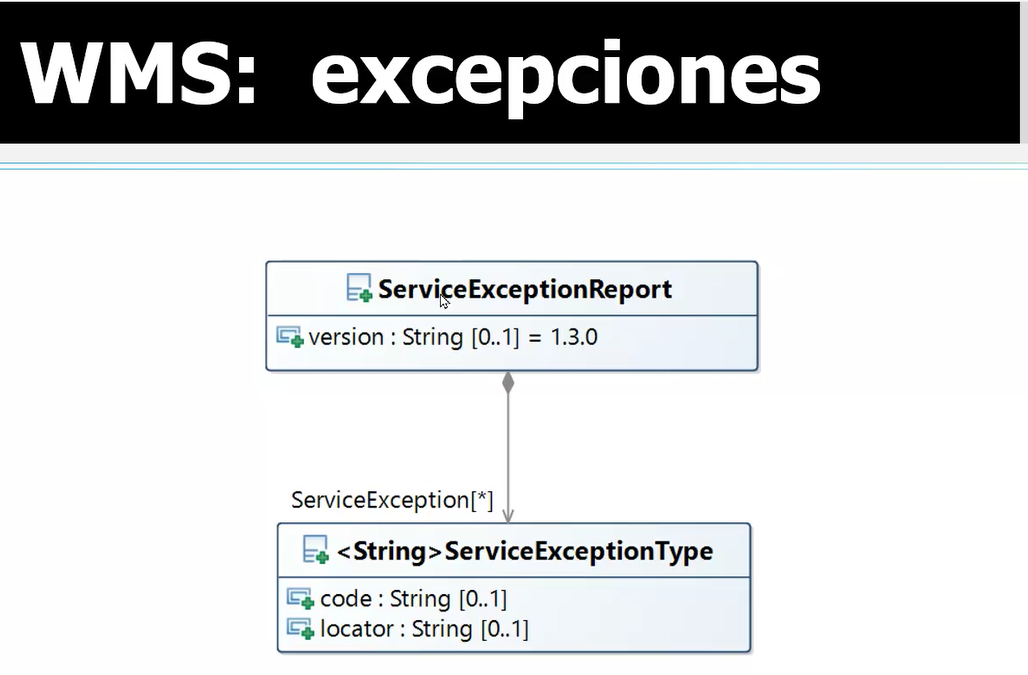 WMS: excepciones
ServiceExceptionReport
version : String [0..1] = 1.3.0
ServiceException[*]
<String>ServiceExceptionType
code : String [0..1]
locator : String [0..1]